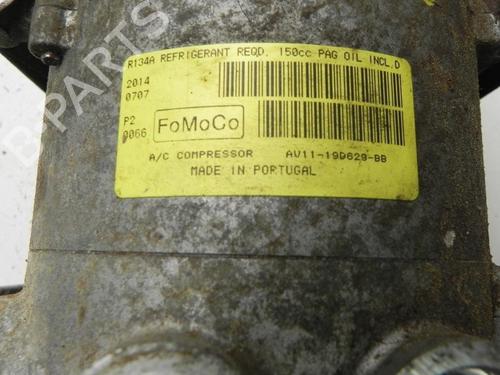 R134A REFRIGERANT REQD. 150cc PAG OIL INCL.D
2014
0707
P2
0066
FoMoCo
A/C COMPRESSOR AV11-19D629-BB
MADE IN PORTUGAL
B-PARTS